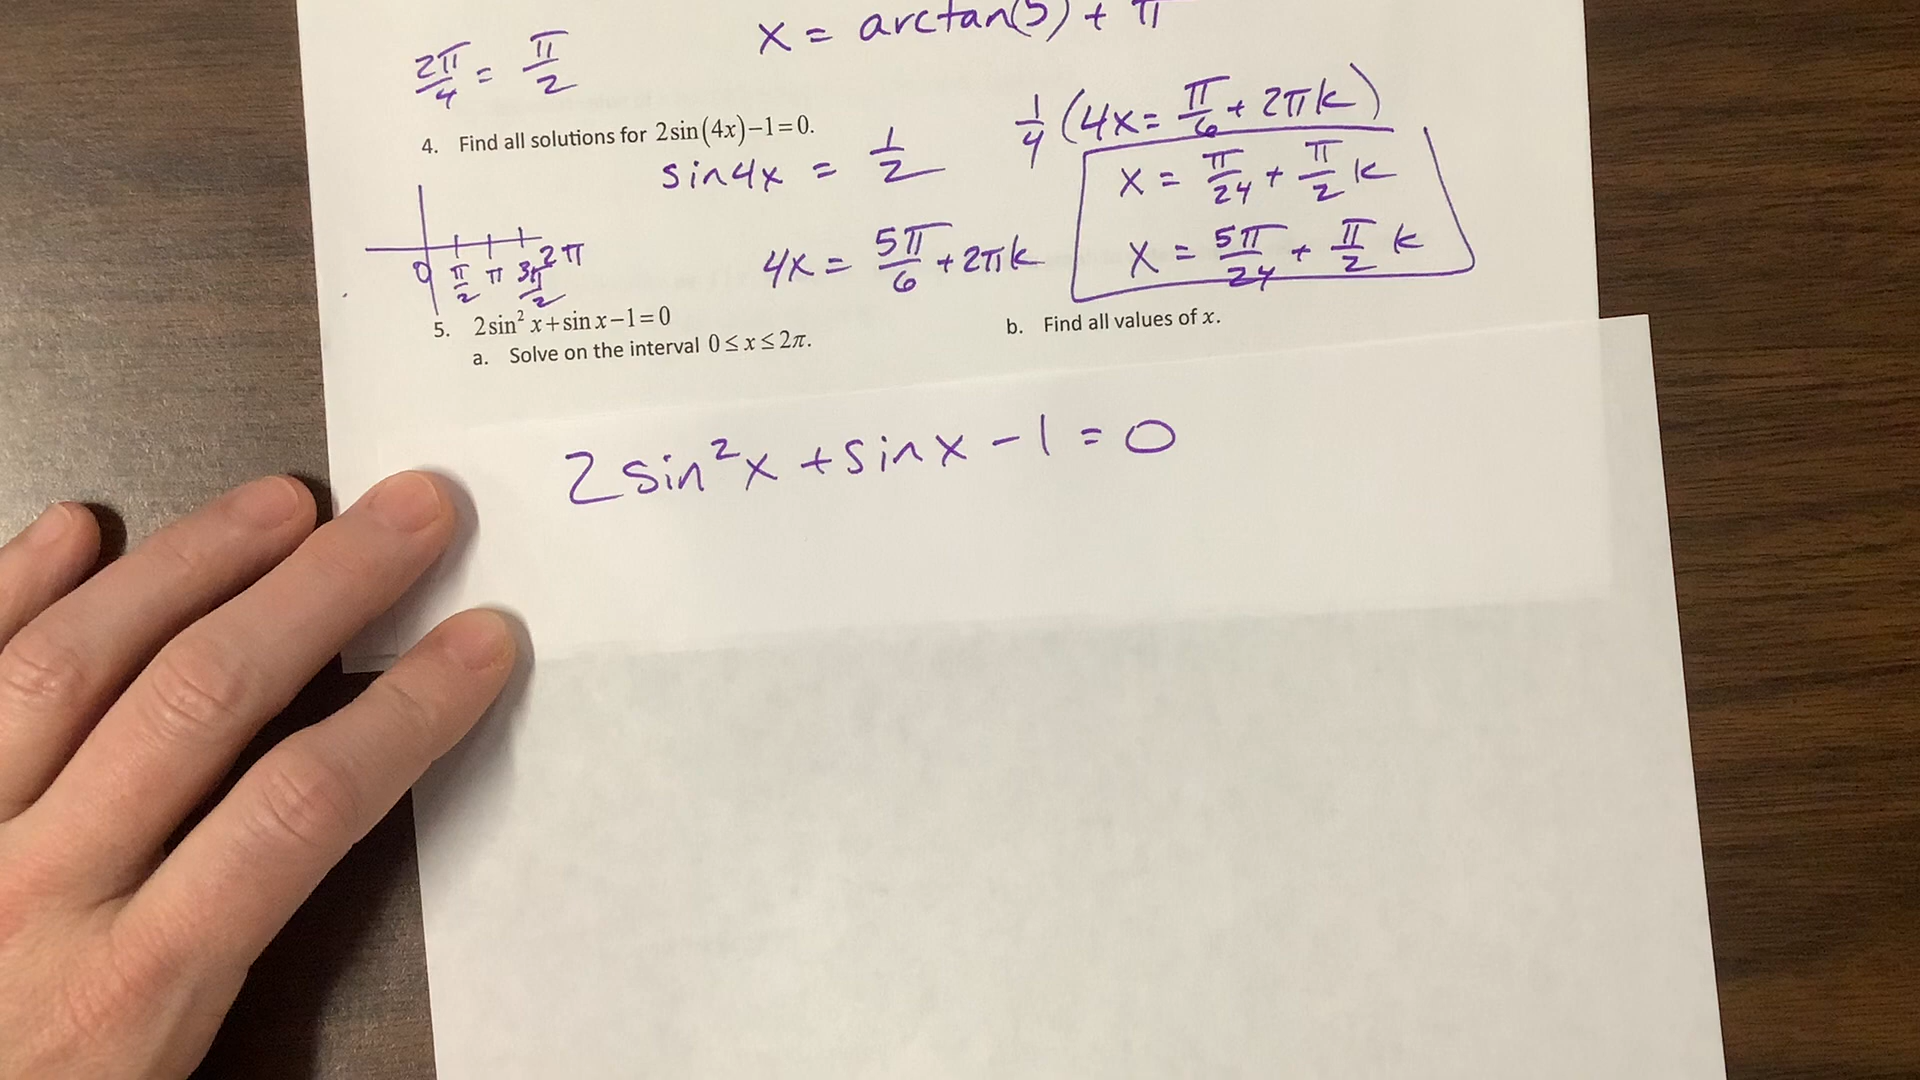 x = arctan(5) + π
2π/4 = π/2
1/4 (4x = π/6 + 2πk)
4. Find all solutions for 2sin(4x)−1=0.
sin4x = 1/2
x = π/24 + π/2 k
4x = 5π/6 + 2πk
x = 5π/24 + π/2 k
0 π/2 π 3π/2 2π
5. 2sin² x+sin x−1=0
a. Solve on the interval 0≤x≤2π.
b. Find all values of x.
2sin²x + sinx − 1 = 0